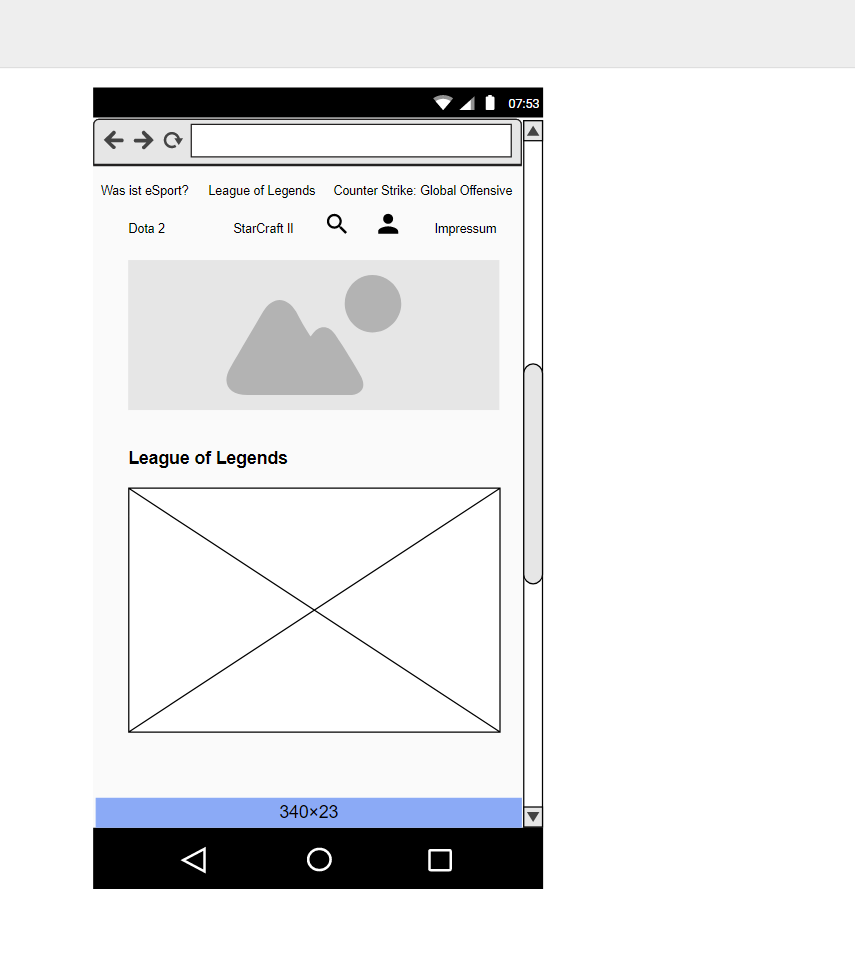 07:53
Was ist eSport? League of Legends Counter Strike: Global Offensive
Dota 2 StarCraft II Impressum
League of Legends
340×23